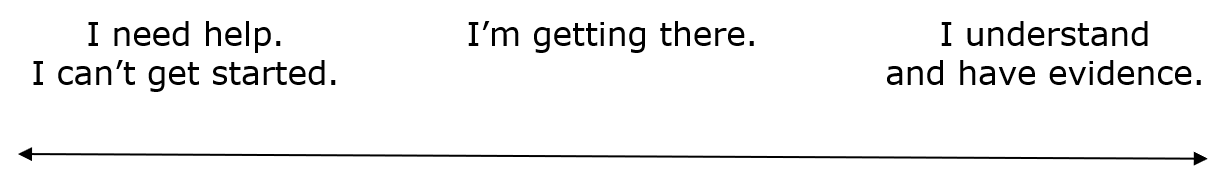 I need help.
I can’t get started.
I’m getting there.
I understand
and have evidence.